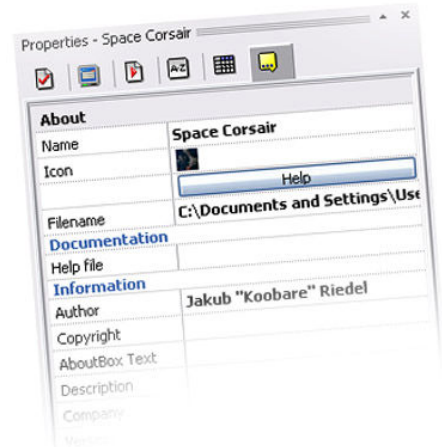 Properties - Space Corsair
A-Z
About
Name Space Corsair
Icon
Help
Filename C:\Documents and Settings\Use
Documentation
Help file
Information
Author Jakub "Koobare" Riedel
Copyright
AboutBox Text
Description
Company